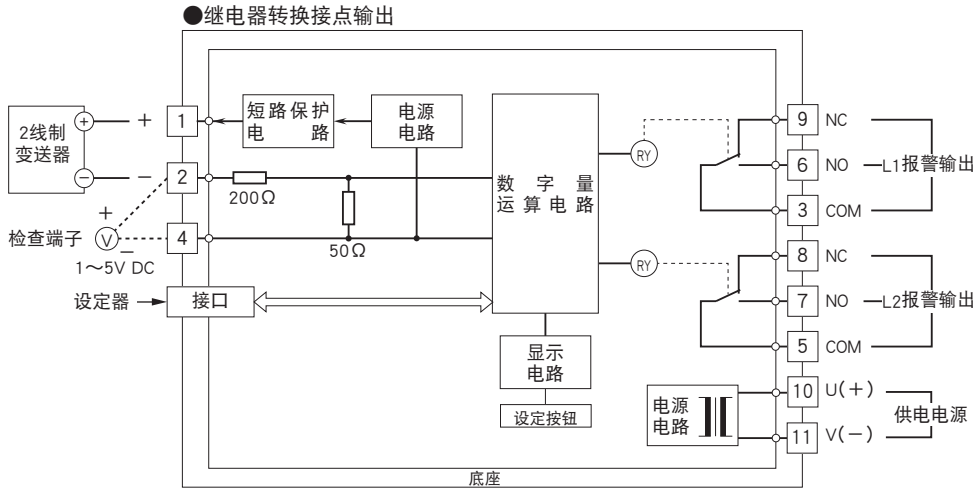 ●继电器转换接点输出
2线制
变送器
+
−
+
−
1
2
4
短路保护
电 路
电源
电路
200Ω
50Ω
检查端子
+
V
−
1～5V DC
设定器
接口
数 字 量
运算电路
显示
电路
设定按钮
RY
RY
9 NC
6 NO
3 COM
L1报警输出
8 NC
7 NO
5 COM
L2报警输出
电源
电路
10 U(+)
11 V(−)
供电电源
底座